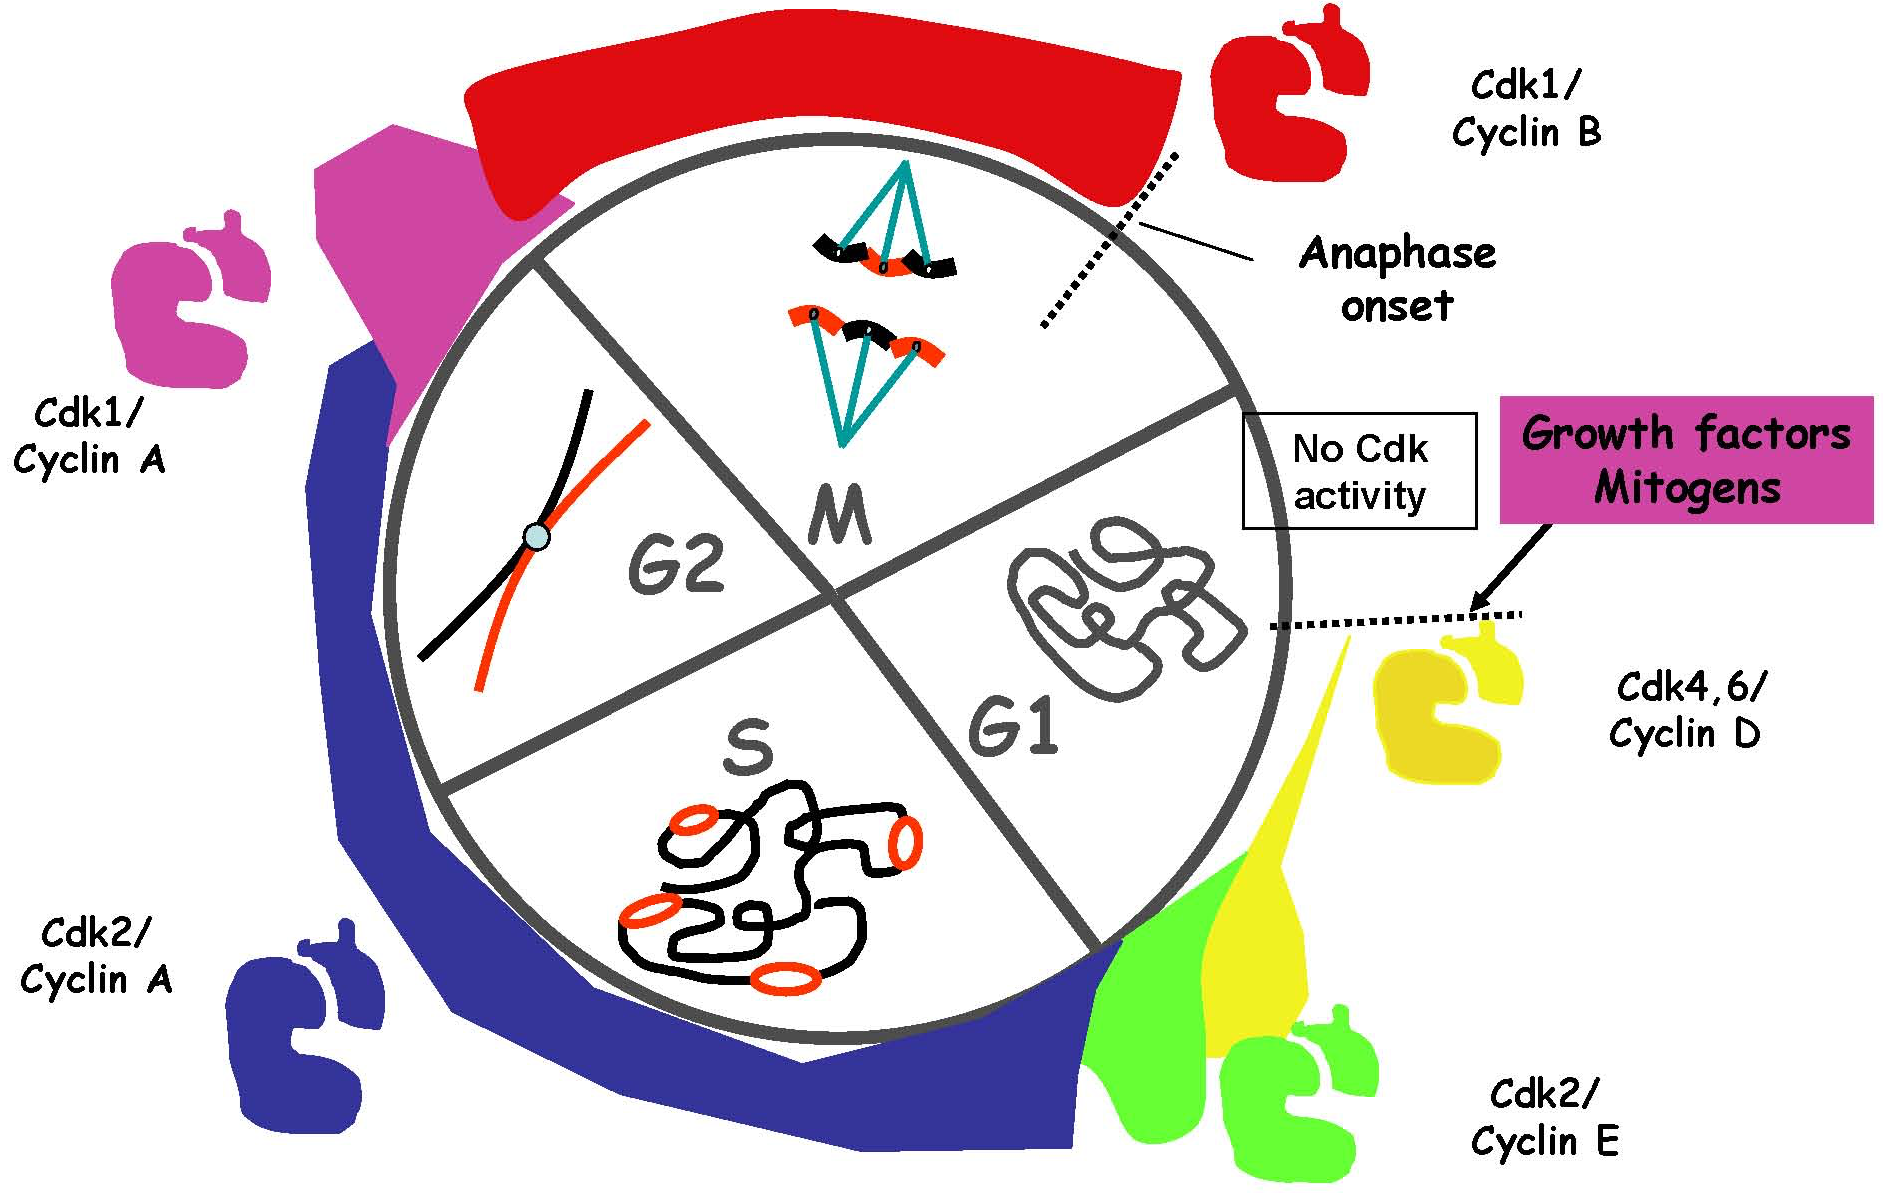 Cdk1/
Cyclin B
Anaphase
onset
No Cdk
activity
Growth factors
Mitogens
Cdk1/
Cyclin A
M
G2
G1
S
Cdk4,6/
Cyclin D
Cdk2/
Cyclin A
Cdk2/
Cyclin E